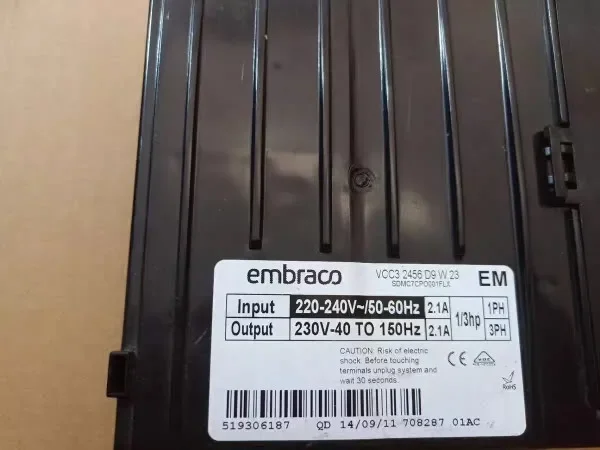 embraco VCC3 2456 D9 W 23 EM
SDMC7CPO001FLX
Input 220-240V~/50-60Hz 2.1A 1/3hp 1PH
Output 230V-40 TO 150Hz 2.1A 3PH
CAUTION: Risk of electric
shock. Before touching
terminals unplug system and
wait 30 seconds.
CE
RoHS
519306187 QD 14/09/11 708287 01AC